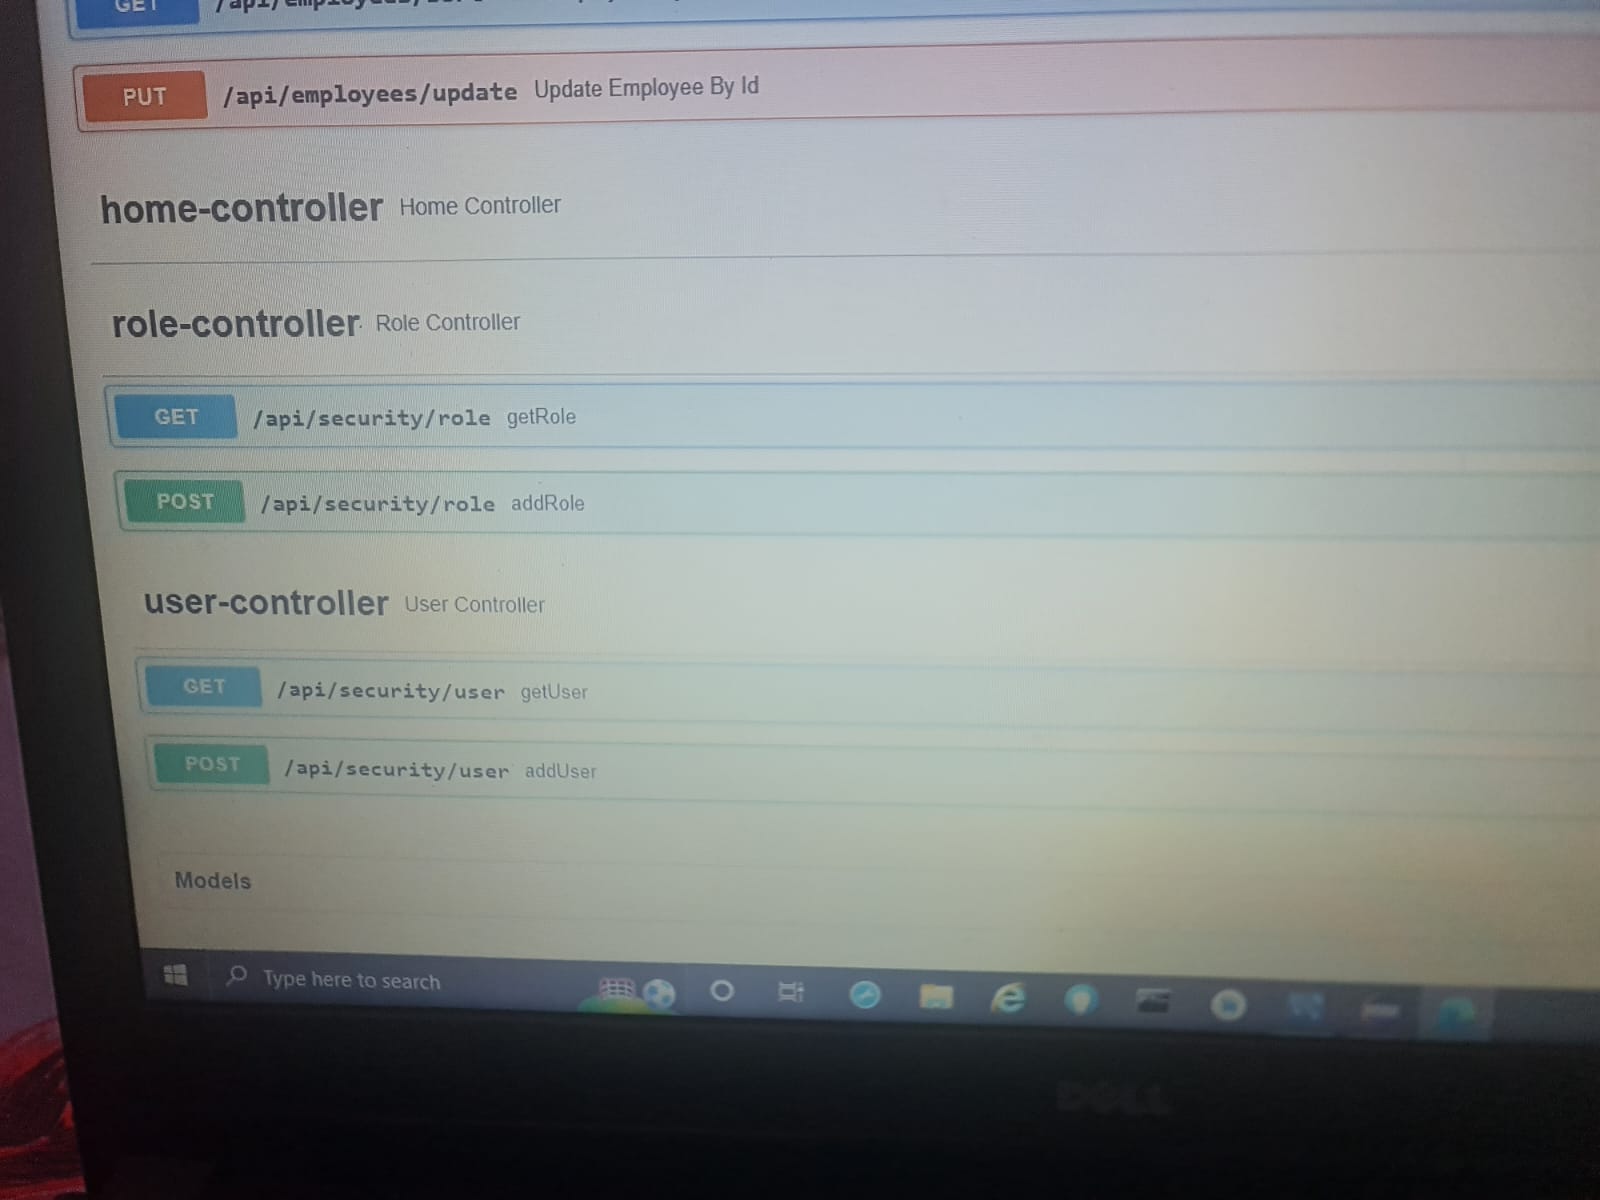 GET /api/employees/
PUT /api/employees/update Update Employee By Id
home-controller Home Controller
role-controller Role Controller
GET /api/security/role getRole
POST /api/security/role addRole
user-controller User Controller
GET /api/security/user getUser
POST /api/security/user addUser
Models
Type here to search
DELL